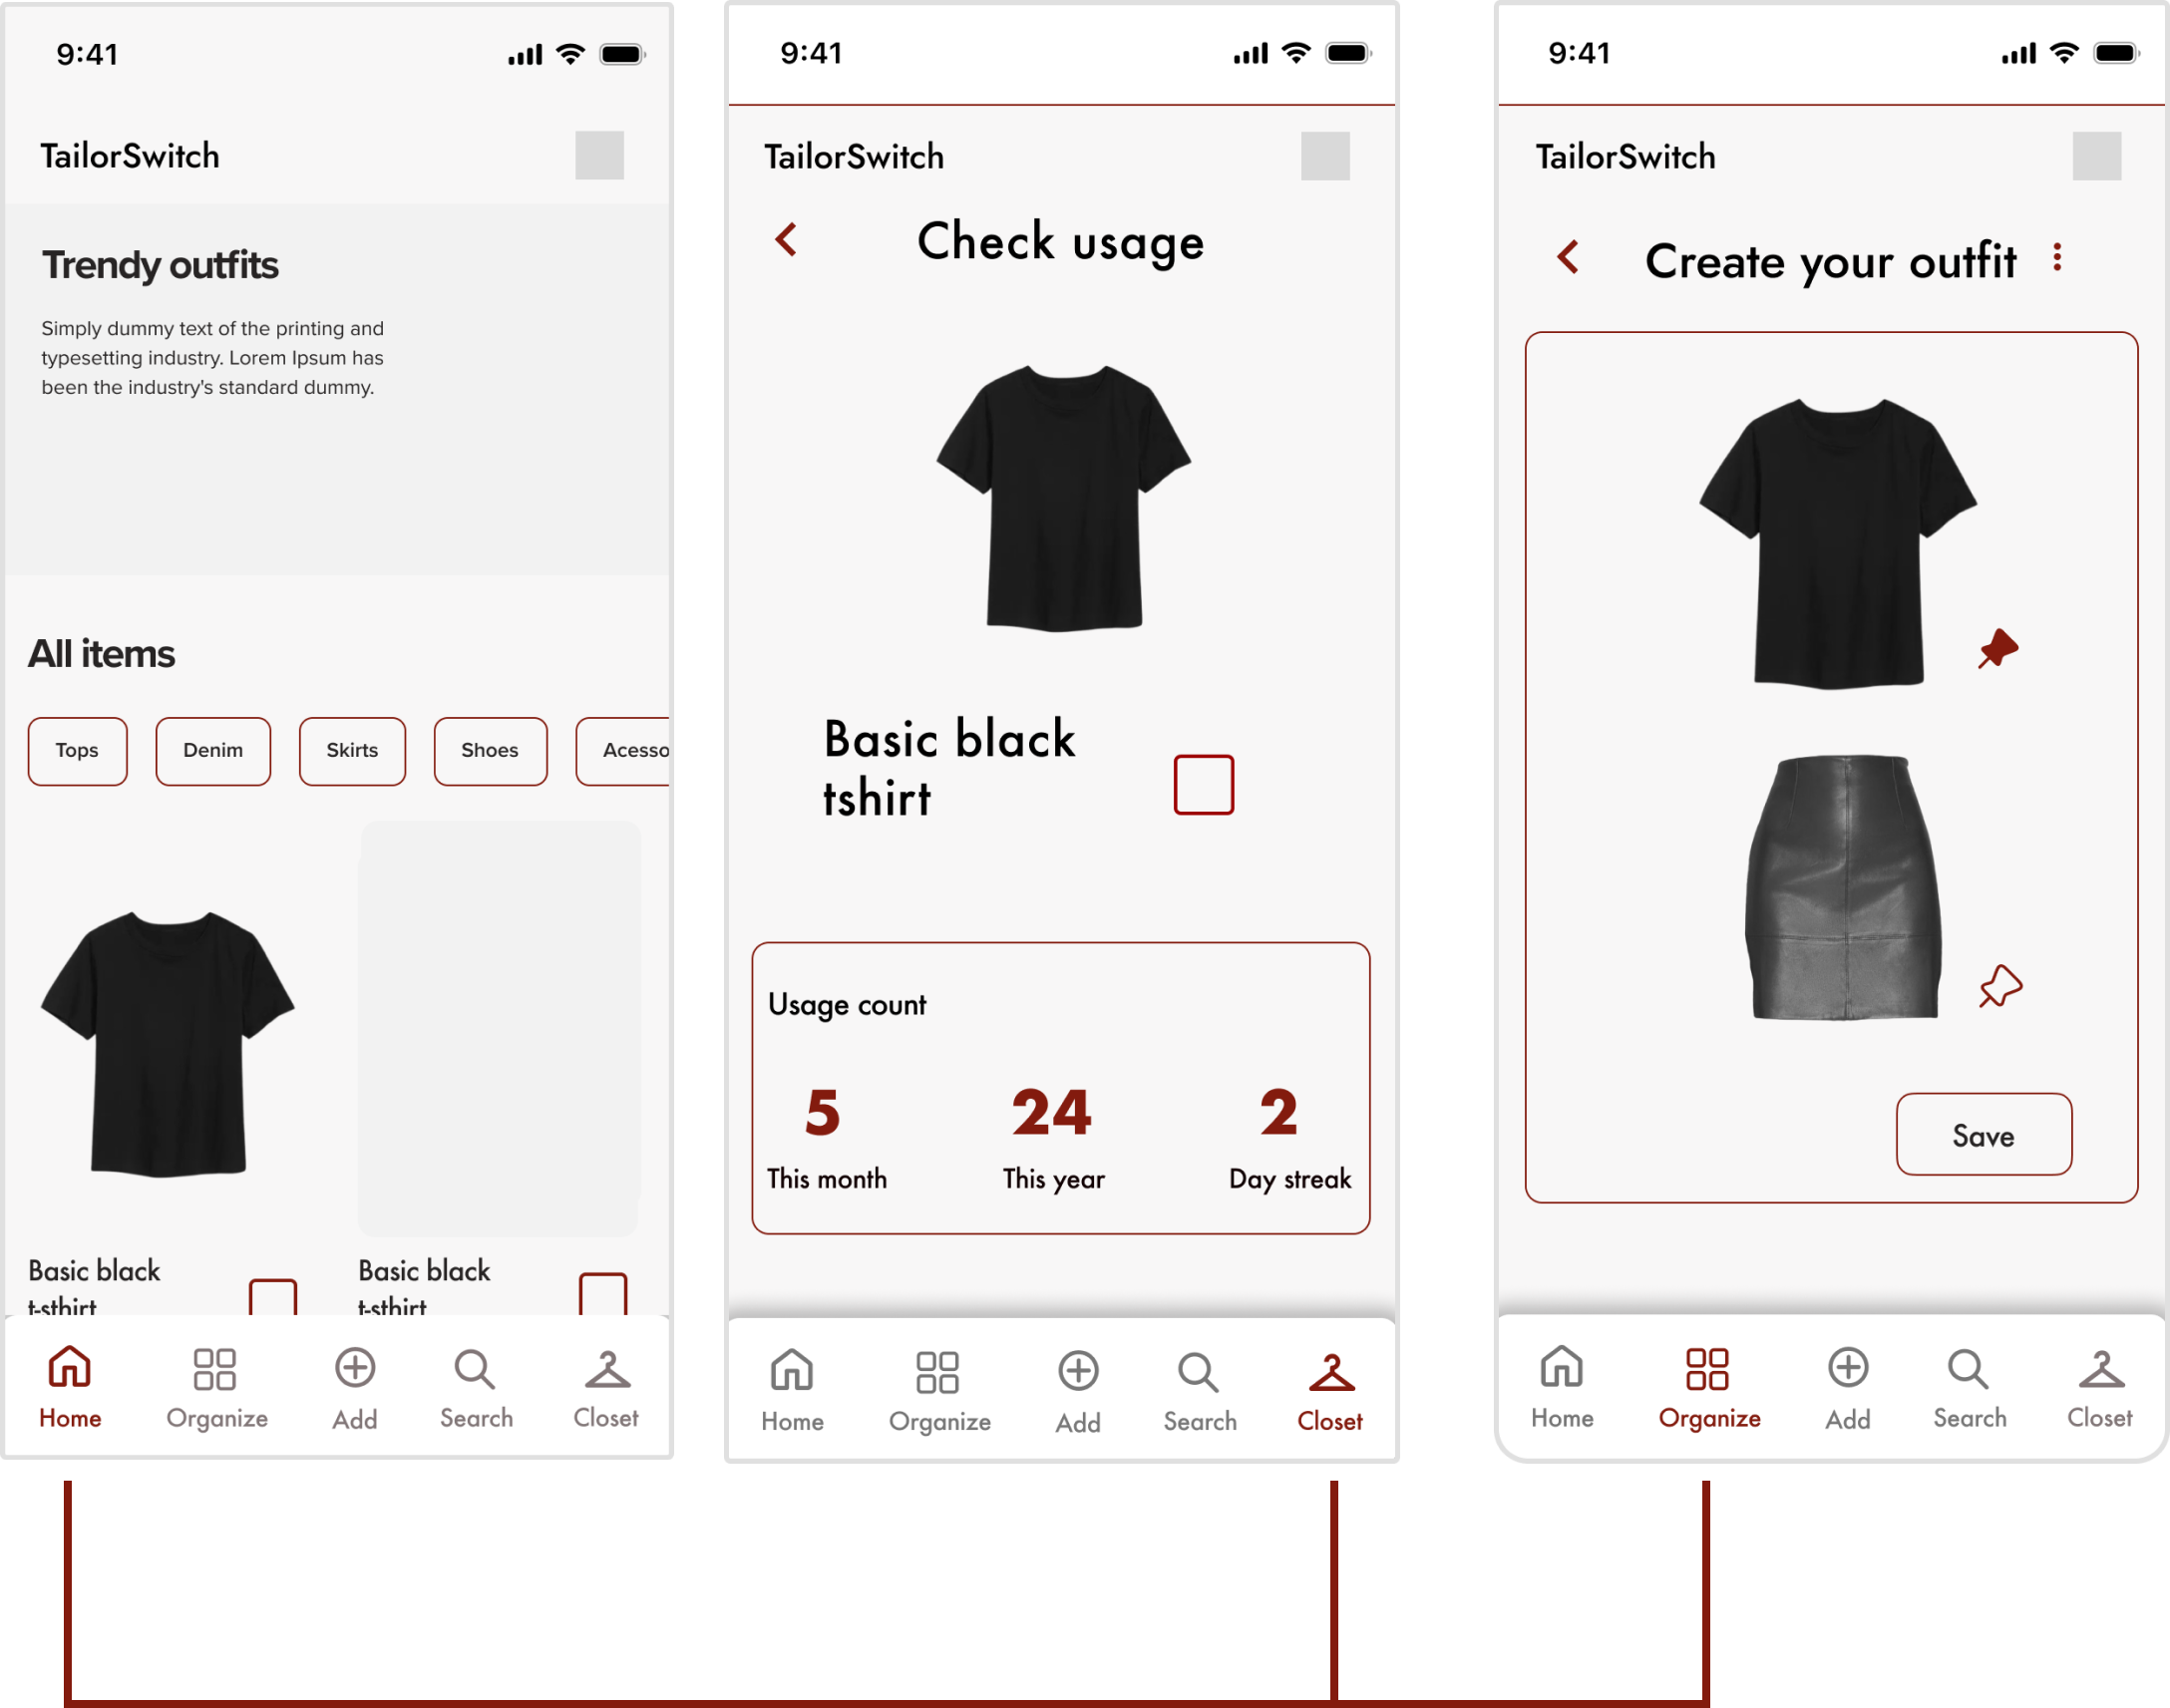 9:41
TailorSwitch
Trendy outfits
Simply dummy text of the printing and
typesetting industry. Lorem Ipsum has
been the industry's standard dummy.
All items
Tops
Denim
Skirts
Shoes
Acesso
Basic black
t-sthirt
Basic black
t-sthirt
Home
Organize
Add
Search
Closet
9:41
TailorSwitch
Check usage
Basic black
tshirt
Usage count
5
24
2
This month
This year
Day streak
Home
Organize
Add
Search
Closet
9:41
TailorSwitch
Create your outfit
Save
Home
Organize
Add
Search
Closet